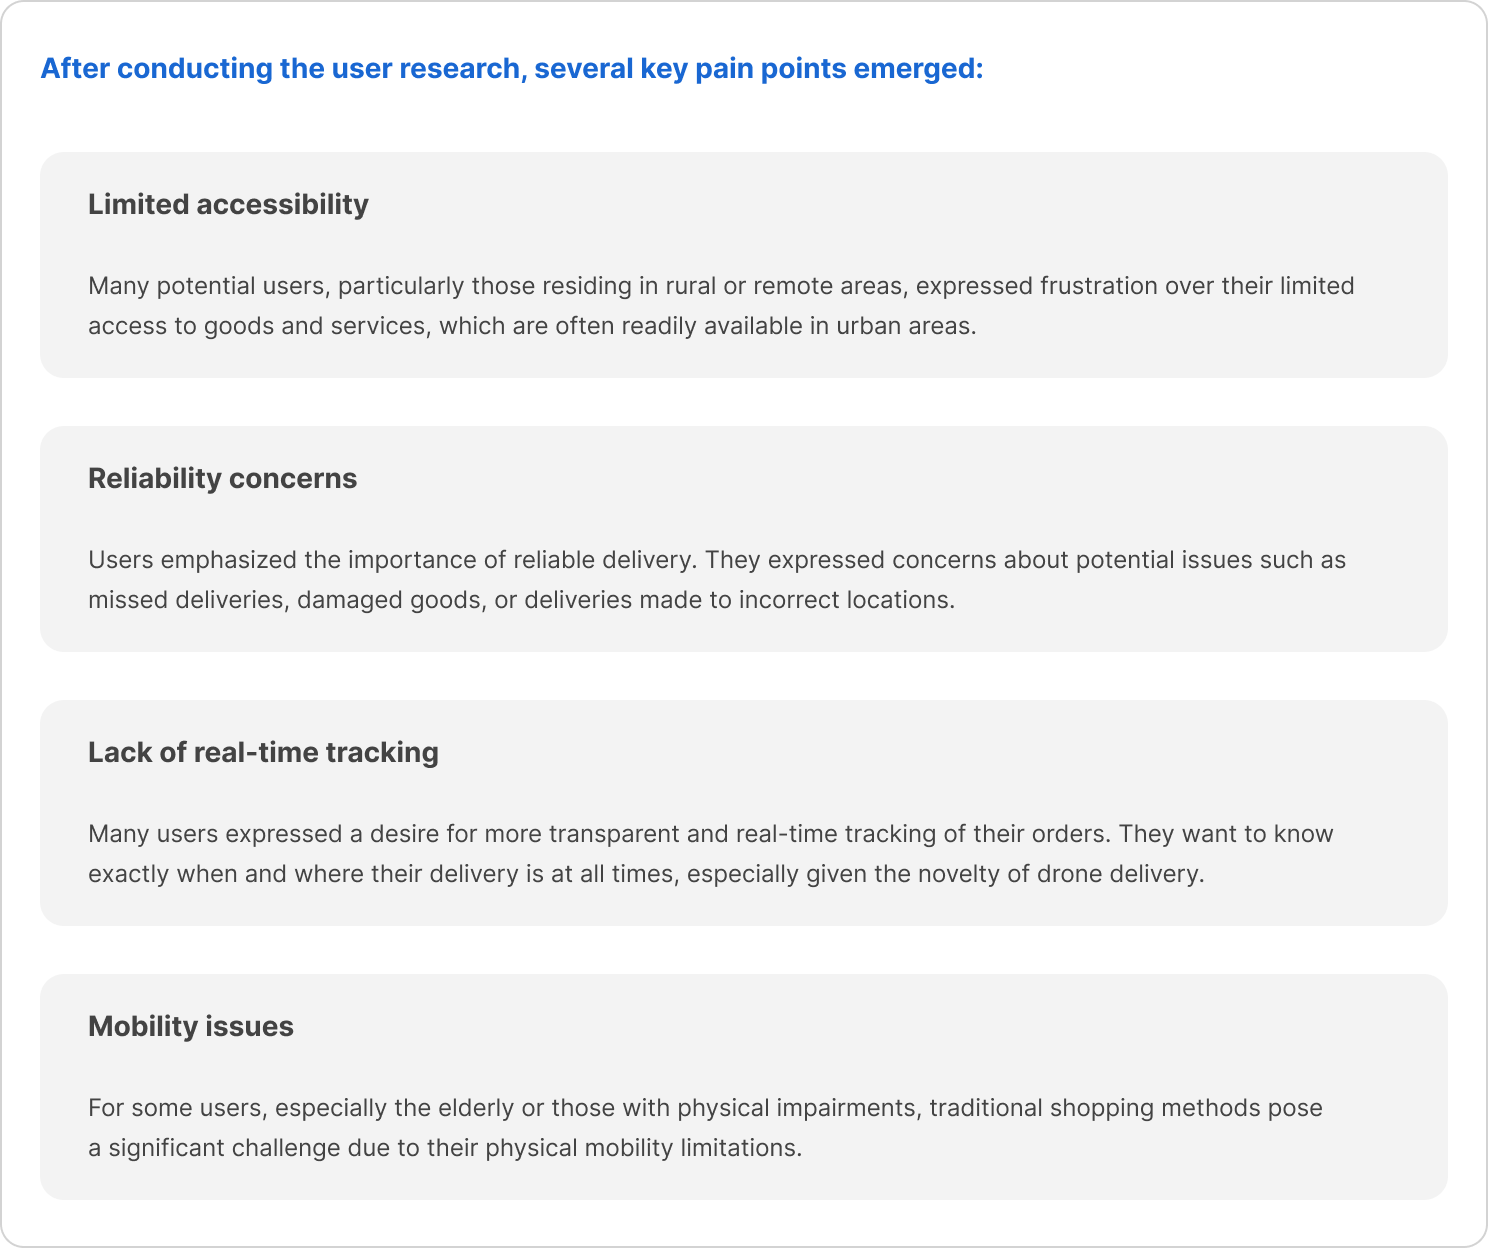 After conducting the user research, several key pain points emerged:
Limited accessibility
Many potential users, particularly those residing in rural or remote areas, expressed frustration over their limited
access to goods and services, which are often readily available in urban areas.
Reliability concerns
Users emphasized the importance of reliable delivery. They expressed concerns about potential issues such as
missed deliveries, damaged goods, or deliveries made to incorrect locations.
Lack of real-time tracking
Many users expressed a desire for more transparent and real-time tracking of their orders. They want to know
exactly when and where their delivery is at all times, especially given the novelty of drone delivery.
Mobility issues
For some users, especially the elderly or those with physical impairments, traditional shopping methods pose
a significant challenge due to their physical mobility limitations.